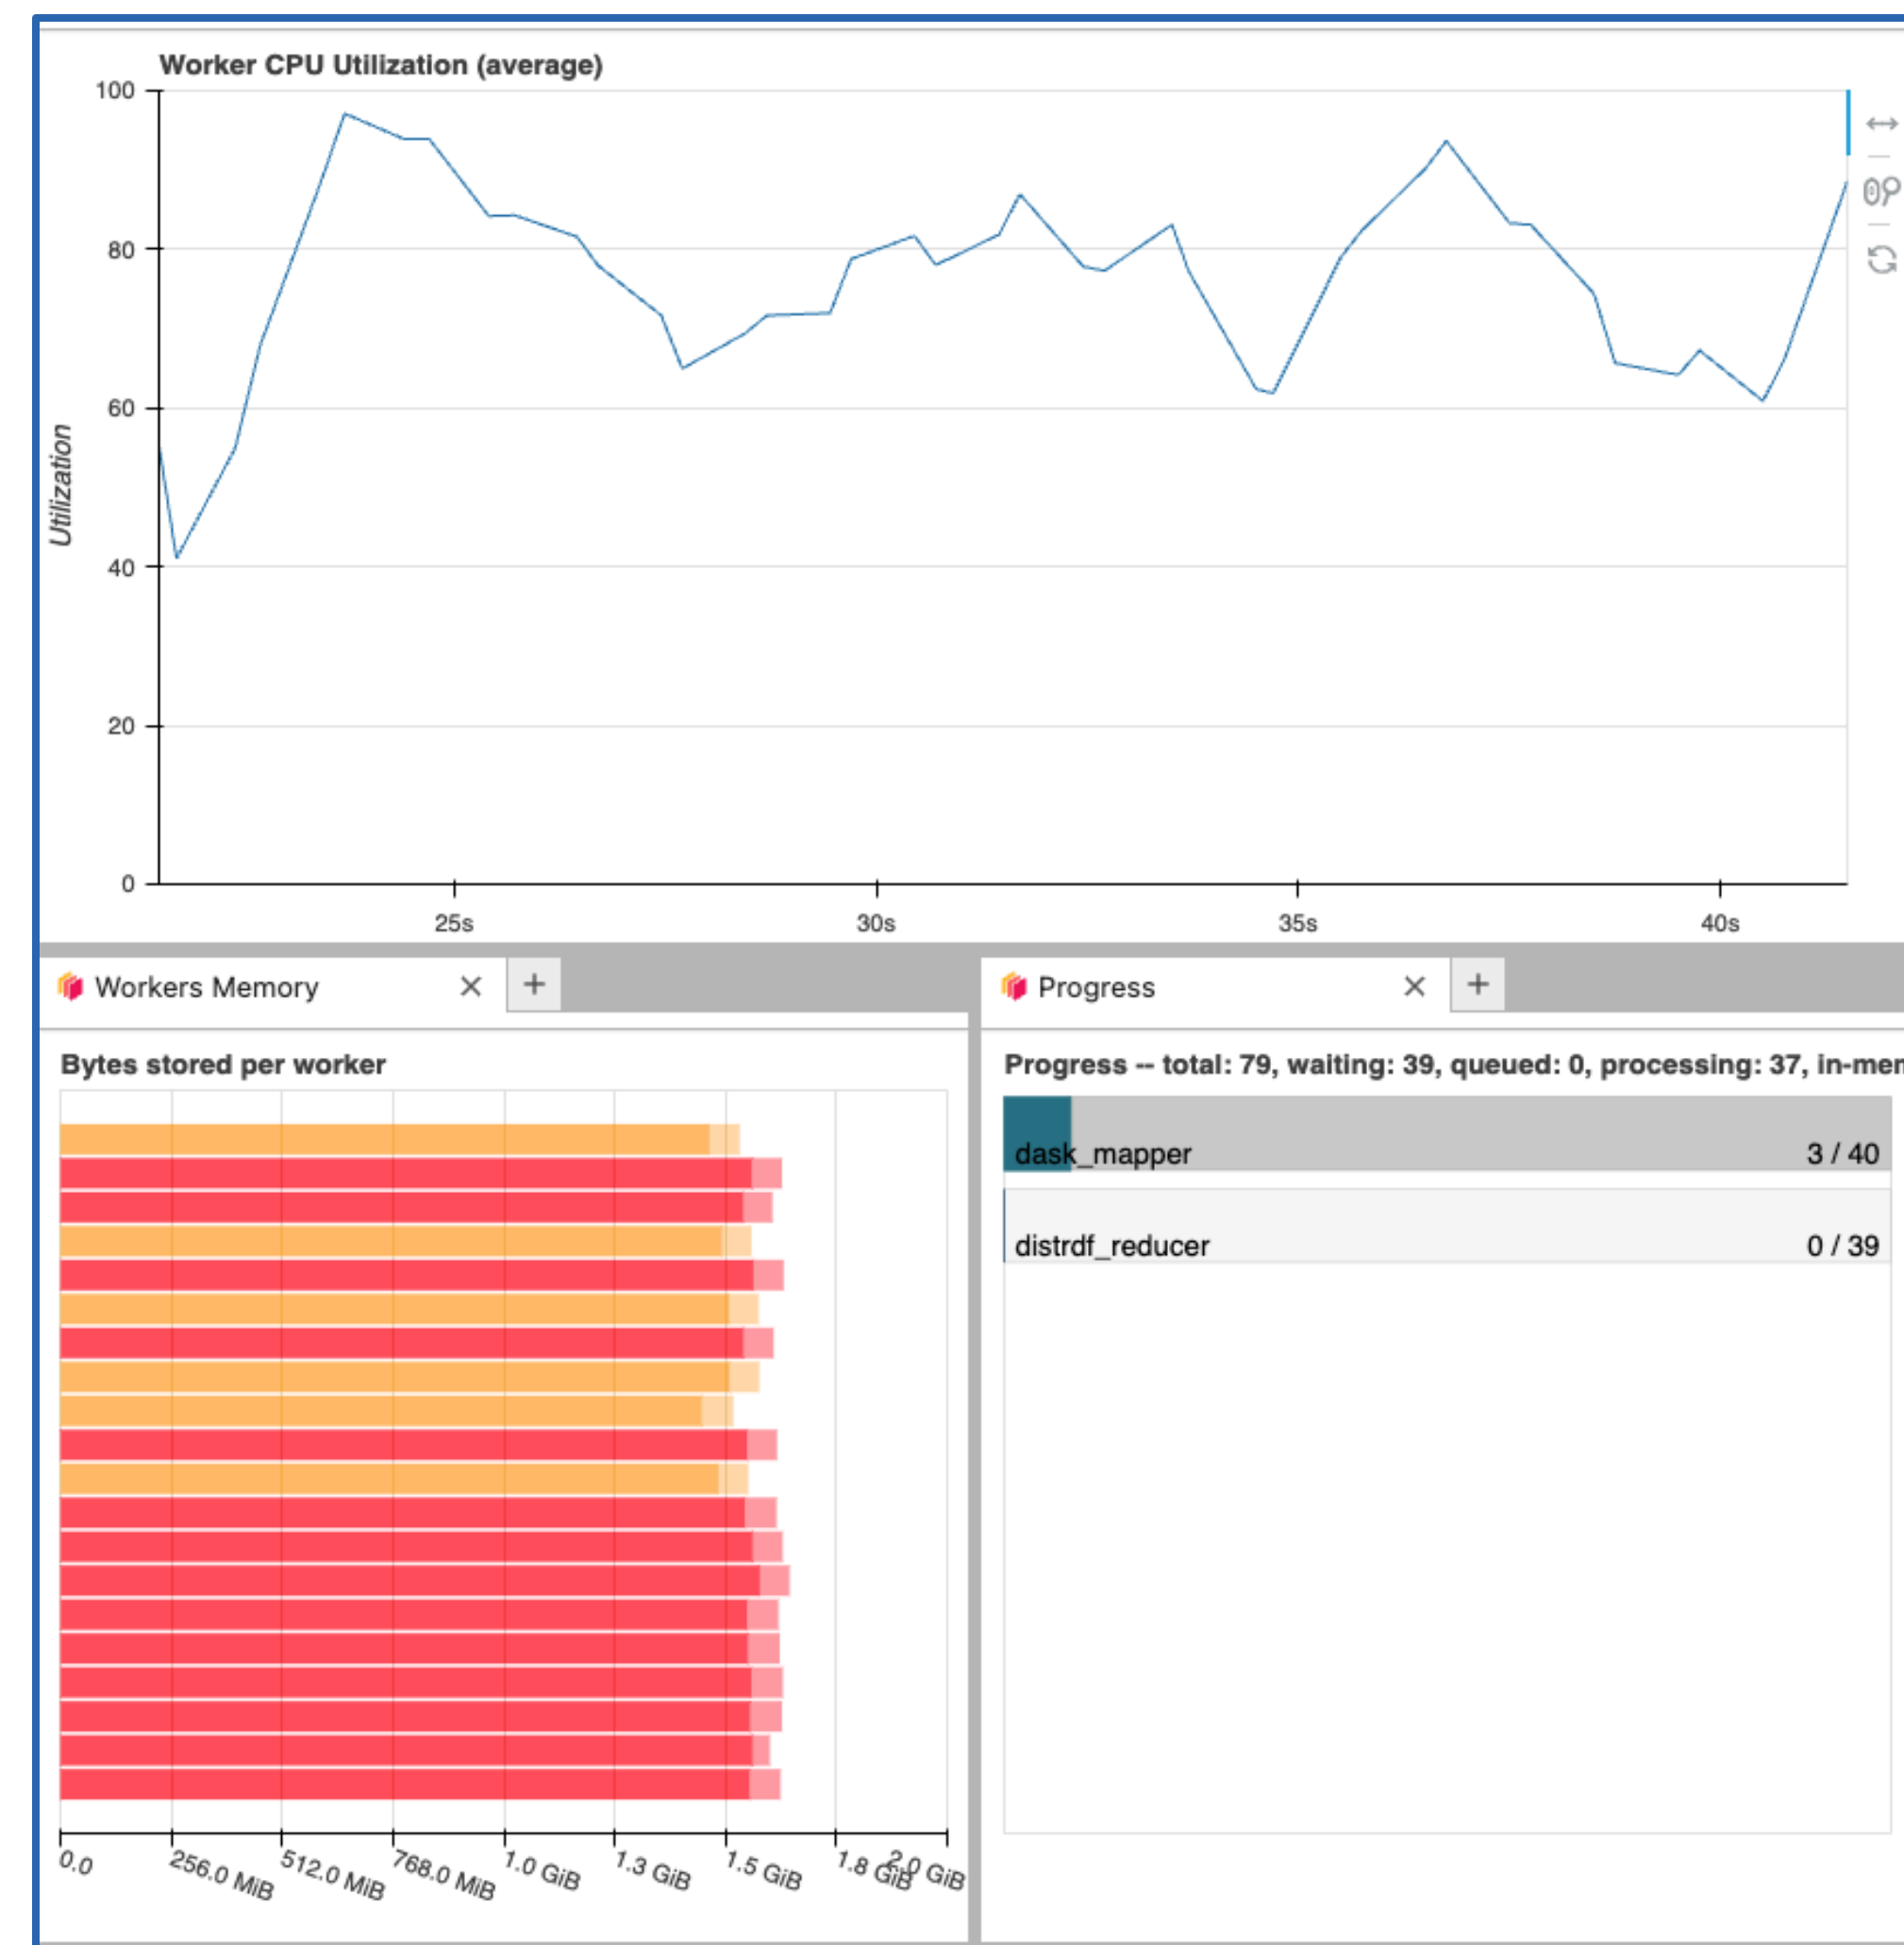 Worker CPU Utilization (average)
100
80
60
40
20
0
Utilization
25s
30s
35s
40s
Workers Memory
Progress
Bytes stored per worker
0.0
256.0 MiB
512.0 MiB
768.0 MiB
1.0 GiB
1.3 GiB
1.5 GiB
1.8 GiB
2.0 GiB
Progress -- total: 79, waiting: 39, queued: 0, processing: 37,
dask_mapper 3 / 40
distrdf_reducer 0 / 39